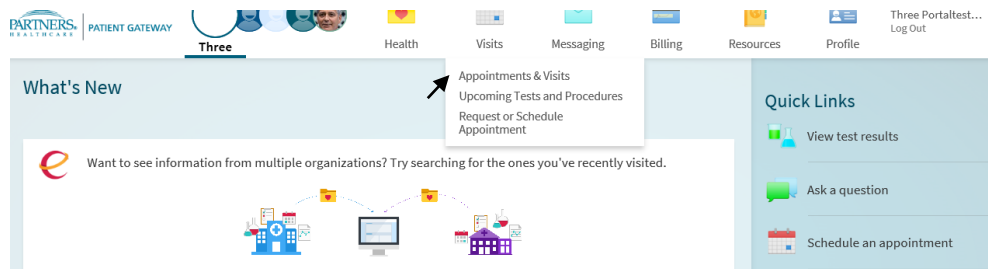 PARTNERS.
HEALTHCARE
PATIENT GATEWAY
Three
Health
Visits
Messaging
Billing
Resources
Profile
Three Portaltest...
Log Out
Appointments & Visits
Upcoming Tests and Procedures
Request or Schedule
Appointment
What's New
Want to see information from multiple organizations? Try searching for the ones you've recently visited.
Quick Links
View test results
Ask a question
Schedule an appointment